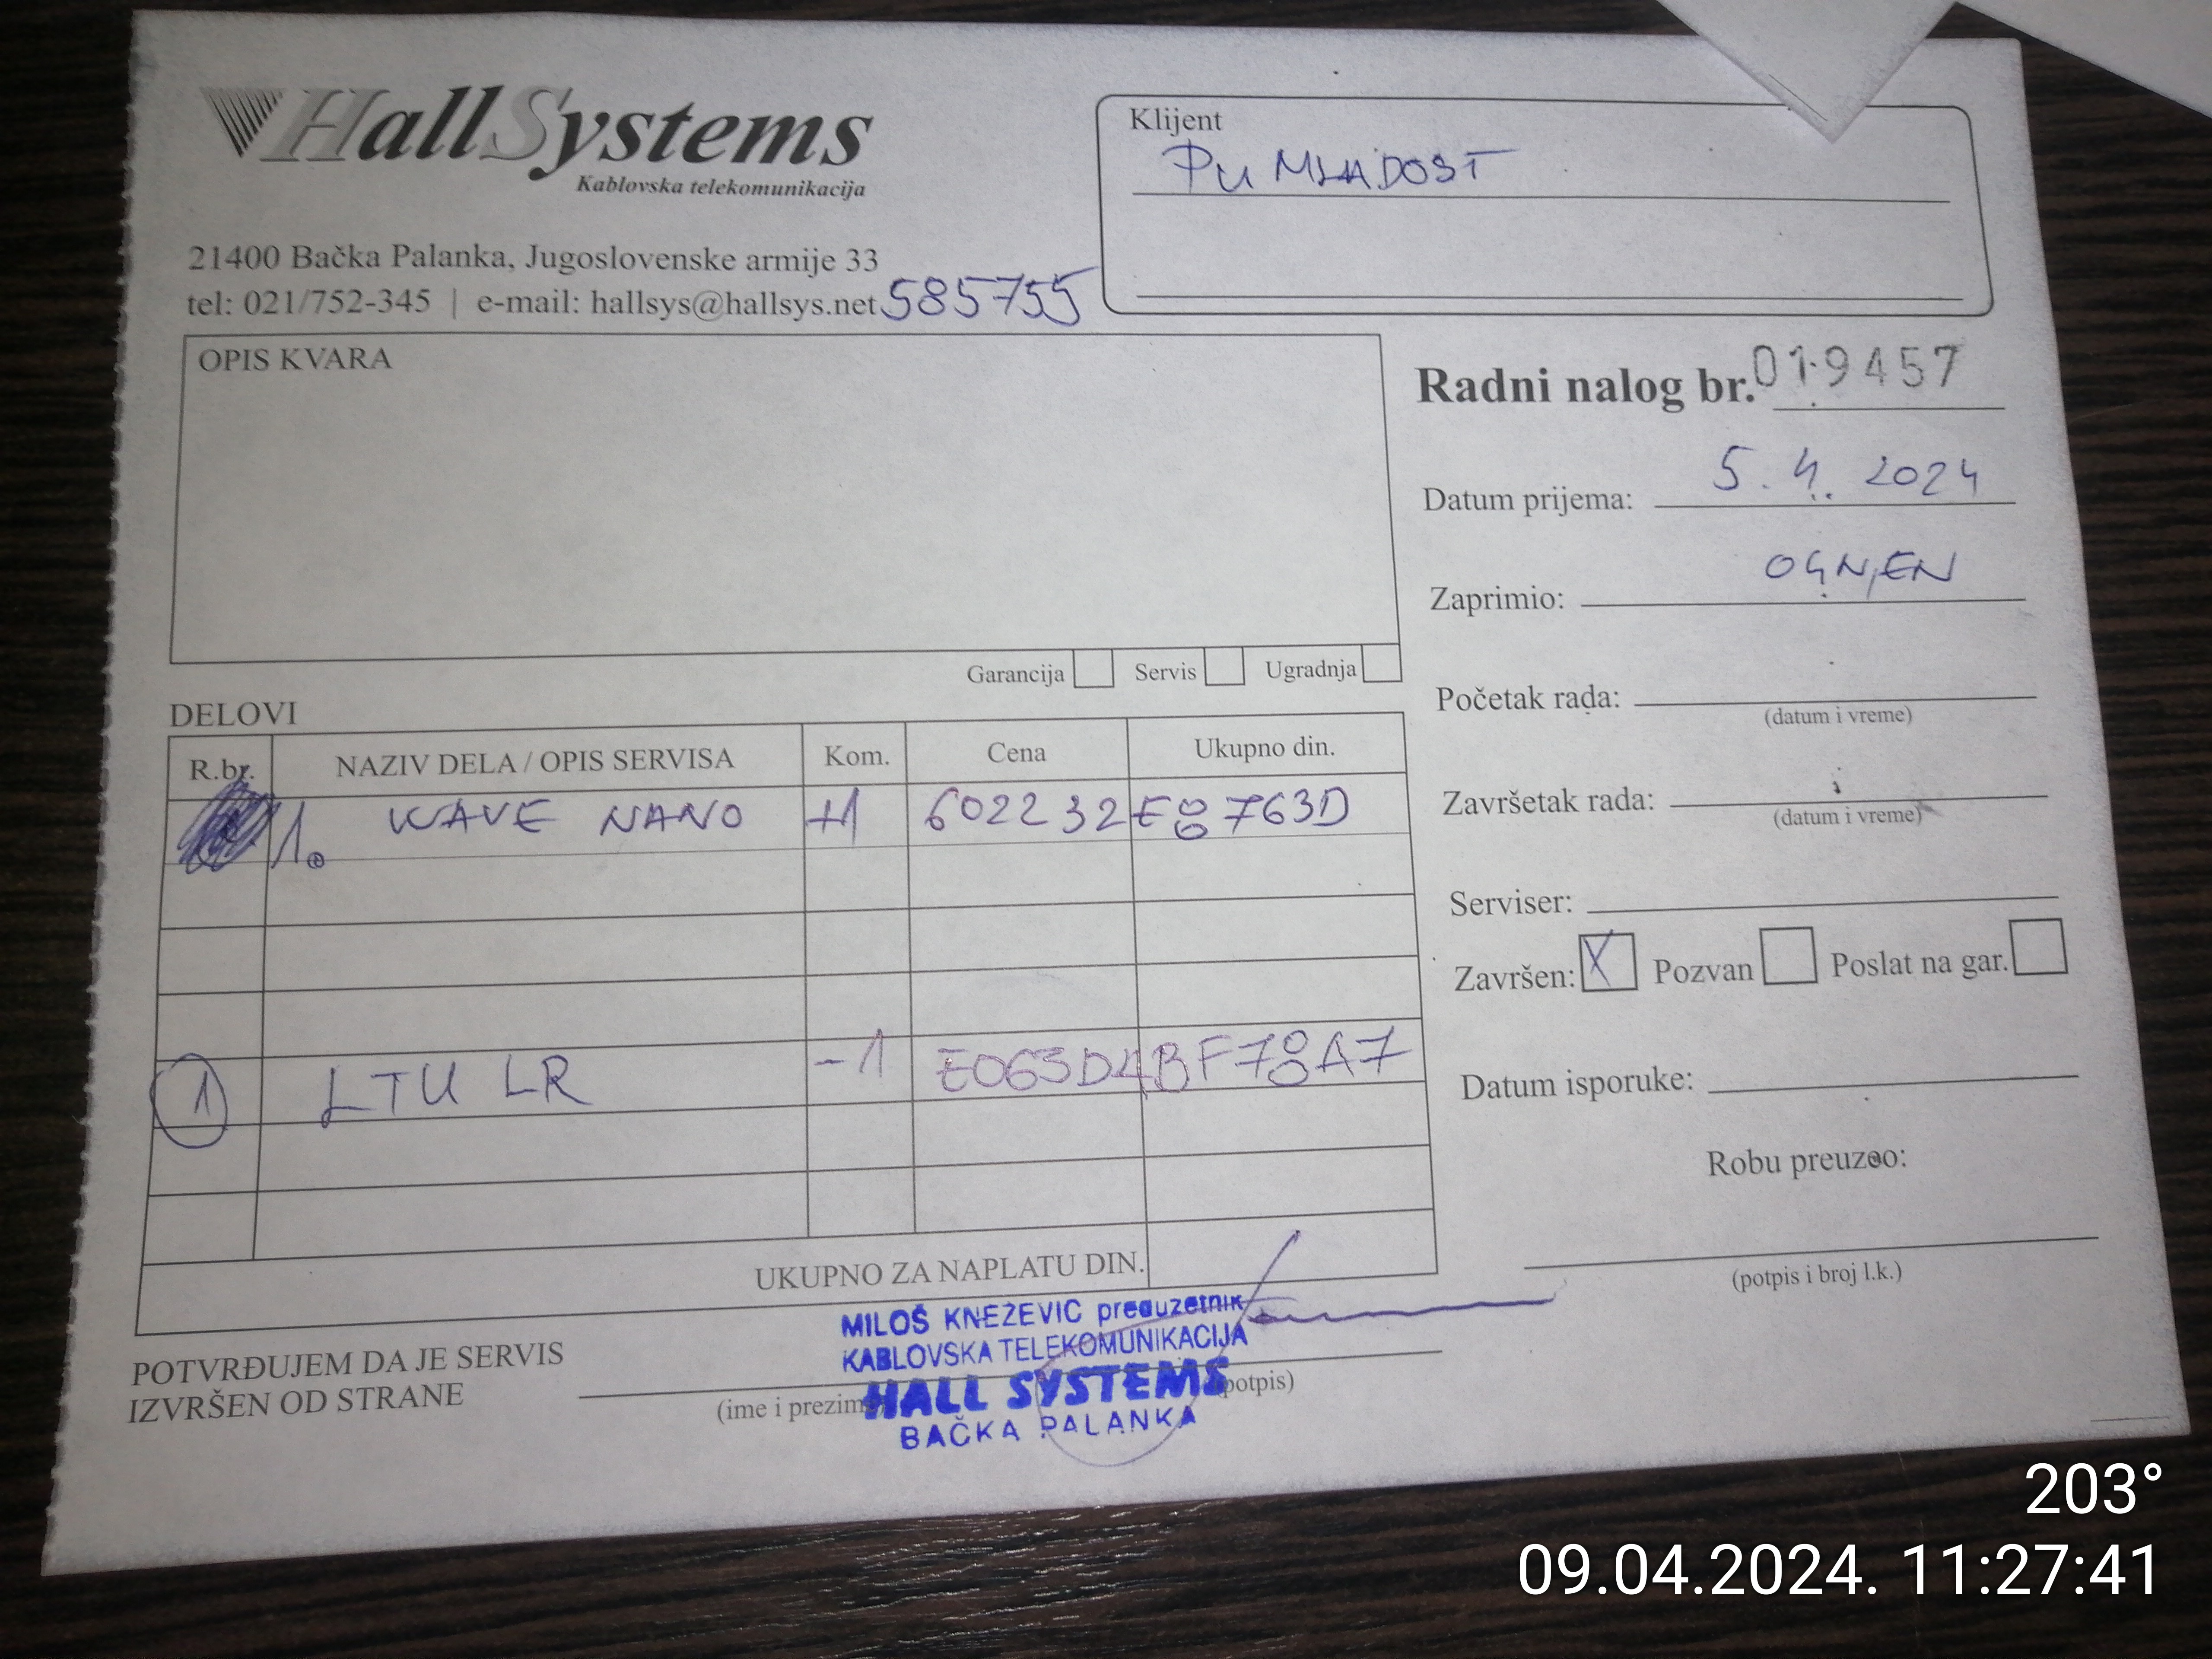 HallSystems
Kablovska telekomunikacija
21400 Bačka Palanka, Jugoslovenske armije 33
tel: 021/752-345 | e-mail: hallsys@hallsys.net 585755
Klijent
PU MLADOST
OPIS KVARA
Garancija Servis Ugradnja
Radni nalog br. 019457
Datum prijema: 5. 4. 2024
Zaprimio: OGNJEN
Početak rada:
(datum i vreme)
Završetak rada:
(datum i vreme)
Serviser:
Završen: X Pozvan Poslat na gar.
Datum isporuke:
Robu preuzeo:
(potpis i broj l.k.)
DELOVI
R.br. NAZIV DELA / OPIS SERVISA Kom. Cena Ukupno din.
1. WAVE NANO +1 602232E8763D
1 LTU LR -1 E063D4BF78A7
UKUPNO ZA NAPLATU DIN.
POTVRĐUJEM DA JE SERVIS
IZVRŠEN OD STRANE
(ime i prezime) (potpis)
MILOŠ KNEŽEVIĆ preduzetnik
KABLOVSKA TELEKOMUNIKACIJA
HALL SYSTEMS
BAČKA PALANKA
203°
09.04.2024. 11:27:41